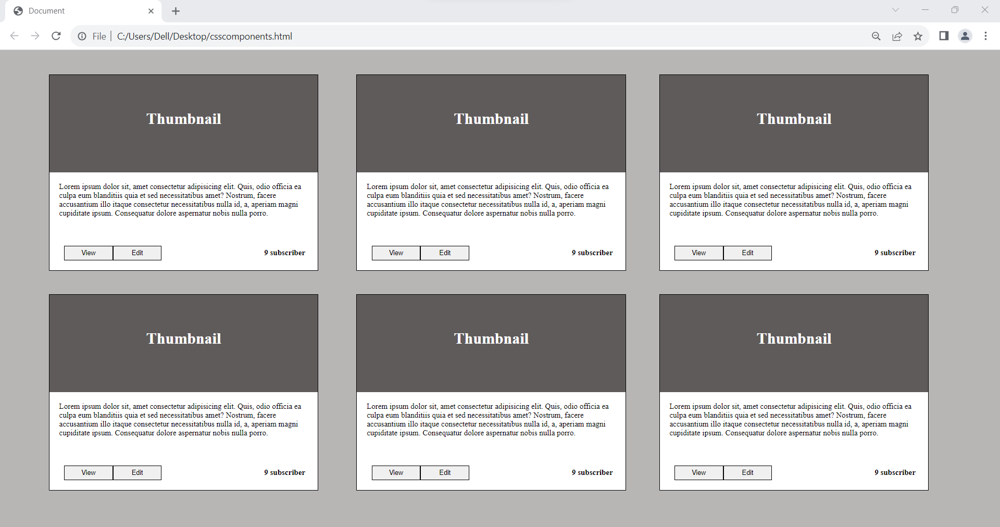 Document
File
C:/Users/Dell/Desktop/csscomponents.html
Thumbnail
Lorem ipsum dolor sit, amet consectetur adipisicing elit. Quis, odio officia ea
culpa eum blanditiis quia et sed necessitatibus amet? Nostrum, facere
accusantium illo itaque consectetur necessitatibus nulla id, a, aperiam magni
cupiditate ipsum. Consequatur dolore aspernatur nobis nulla porro.
View Edit 9 subscriber
Thumbnail
Lorem ipsum dolor sit, amet consectetur adipisicing elit. Quis, odio officia ea
culpa eum blanditiis quia et sed necessitatibus amet? Nostrum, facere
accusantium illo itaque consectetur necessitatibus nulla id, a, aperiam magni
cupiditate ipsum. Consequatur dolore aspernatur nobis nulla porro.
View Edit 9 subscriber
Thumbnail
Lorem ipsum dolor sit, amet consectetur adipisicing elit. Quis, odio officia ea
culpa eum blanditiis quia et sed necessitatibus amet? Nostrum, facere
accusantium illo itaque consectetur necessitatibus nulla id, a, aperiam magni
cupiditate ipsum. Consequatur dolore aspernatur nobis nulla porro.
View Edit 9 subscriber
Thumbnail
Lorem ipsum dolor sit, amet consectetur adipisicing elit. Quis, odio officia ea
culpa eum blanditiis quia et sed necessitatibus amet? Nostrum, facere
accusantium illo itaque consectetur necessitatibus nulla id, a, aperiam magni
cupiditate ipsum. Consequatur dolore aspernatur nobis nulla porro.
View Edit 9 subscriber
Thumbnail
Lorem ipsum dolor sit, amet consectetur adipisicing elit. Quis, odio officia ea
culpa eum blanditiis quia et sed necessitatibus amet? Nostrum, facere
accusantium illo itaque consectetur necessitatibus nulla id, a, aperiam magni
cupiditate ipsum. Consequatur dolore aspernatur nobis nulla porro.
View Edit 9 subscriber
Thumbnail
Lorem ipsum dolor sit, amet consectetur adipisicing elit. Quis, odio officia ea
culpa eum blanditiis quia et sed necessitatibus amet? Nostrum, facere
accusantium illo itaque consectetur necessitatibus nulla id, a, aperiam magni
cupiditate ipsum. Consequatur dolore aspernatur nobis nulla porro.
View Edit 9 subscriber